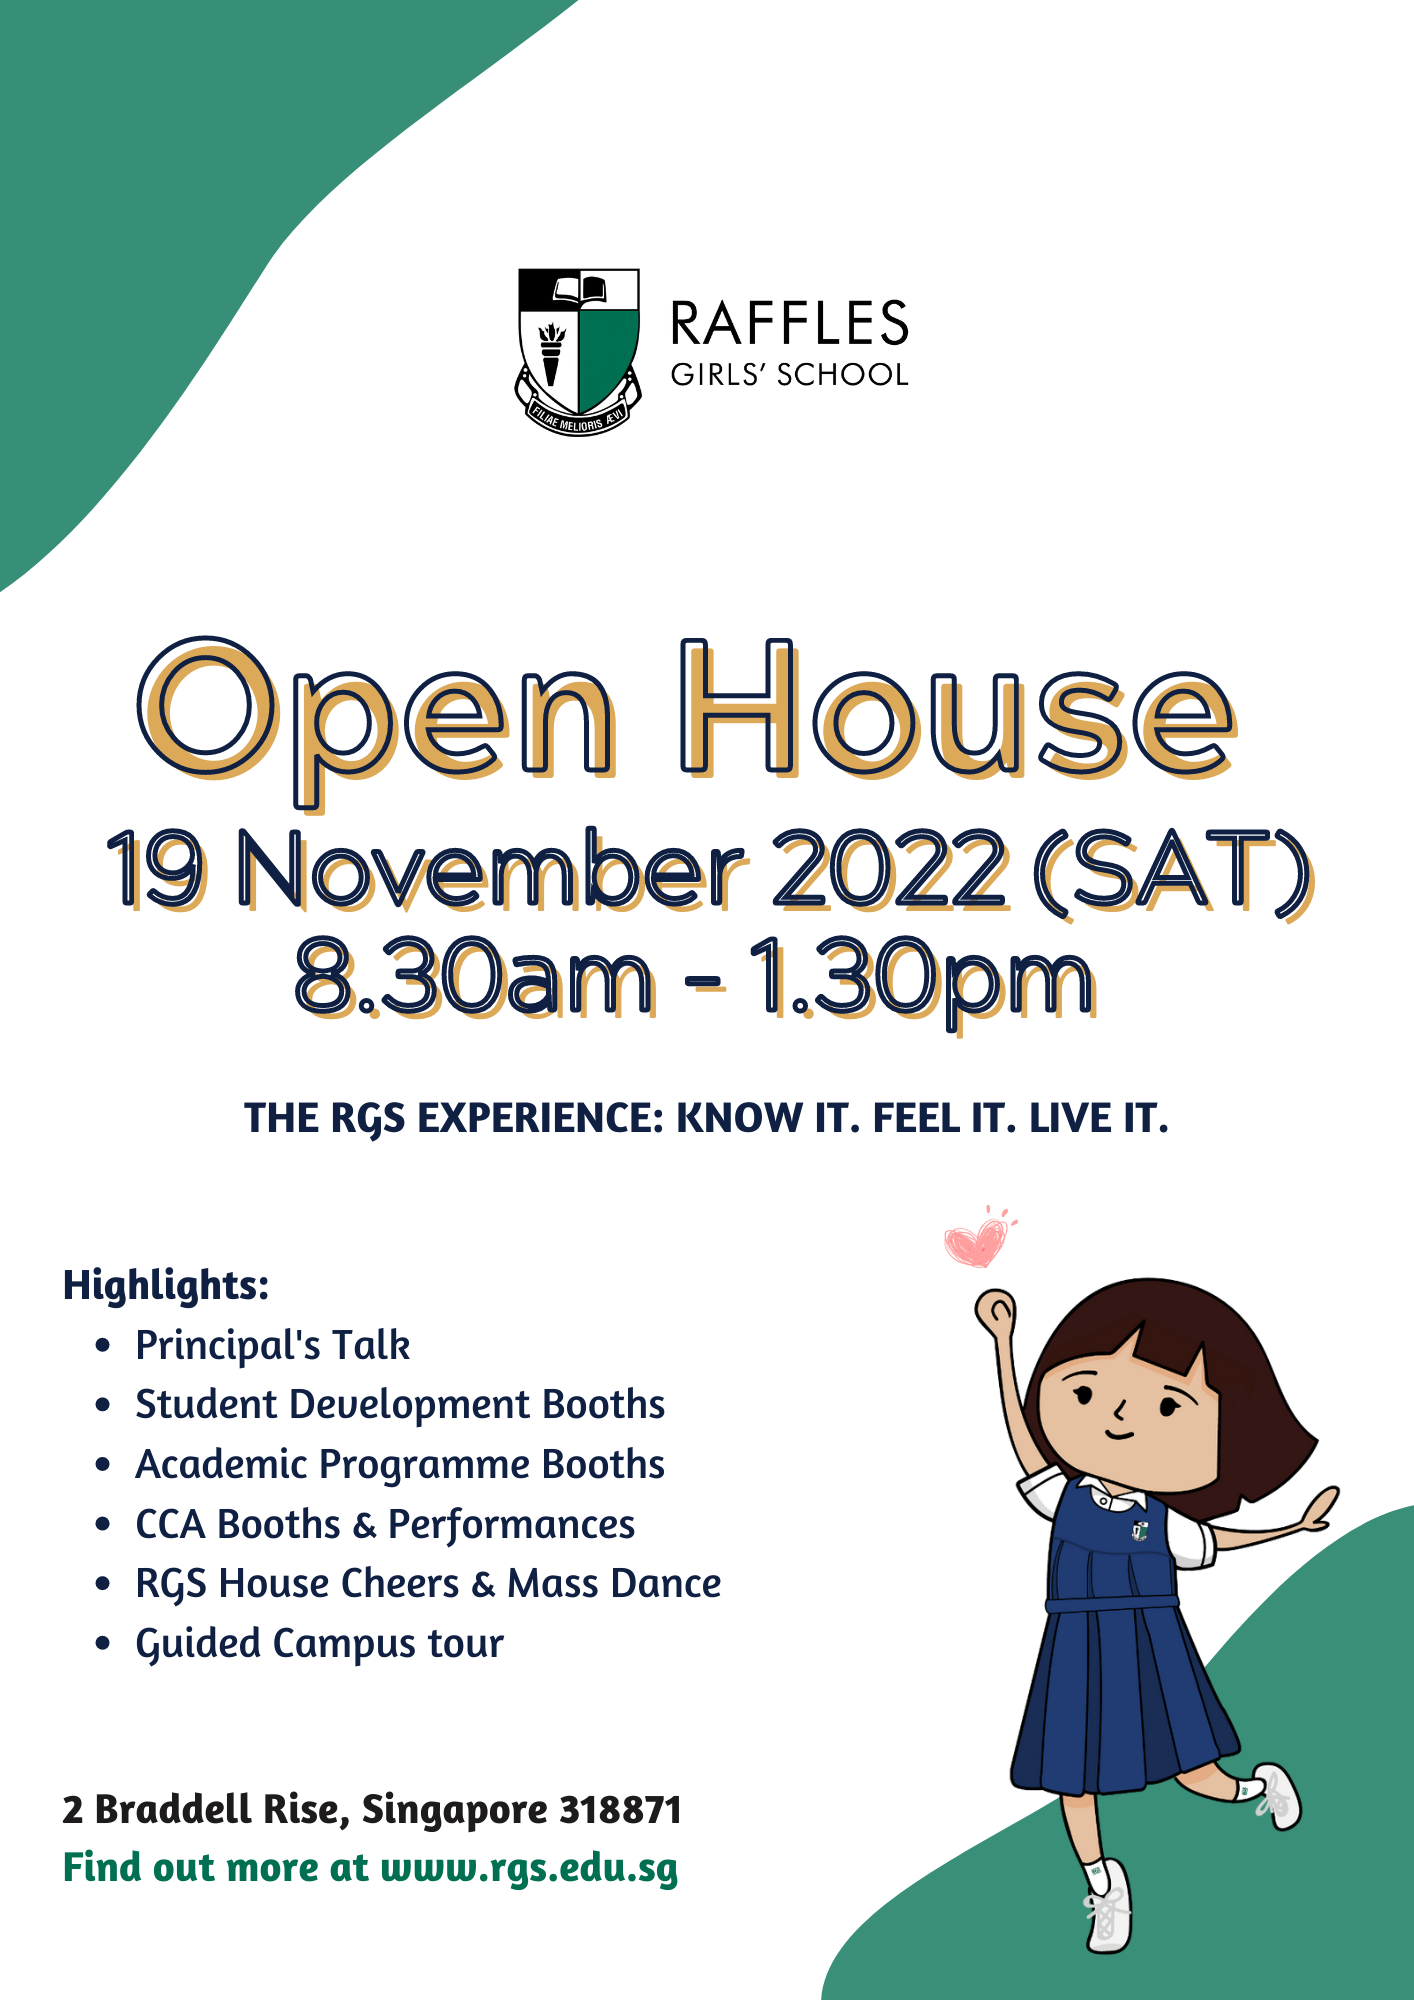 RAFFLES
GIRLS' SCHOOL
FILIAE MELIORIS ÆVI
Open House
19 November 2022 (SAT)
8.30am - 1.30pm
THE RGS EXPERIENCE: KNOW IT. FEEL IT. LIVE IT.
Highlights:
• Principal's Talk
• Student Development Booths
• Academic Programme Booths
• CCA Booths & Performances
• RGS House Cheers & Mass Dance
• Guided Campus tour
2 Braddell Rise, Singapore 318871
Find out more at www.rgs.edu.sg